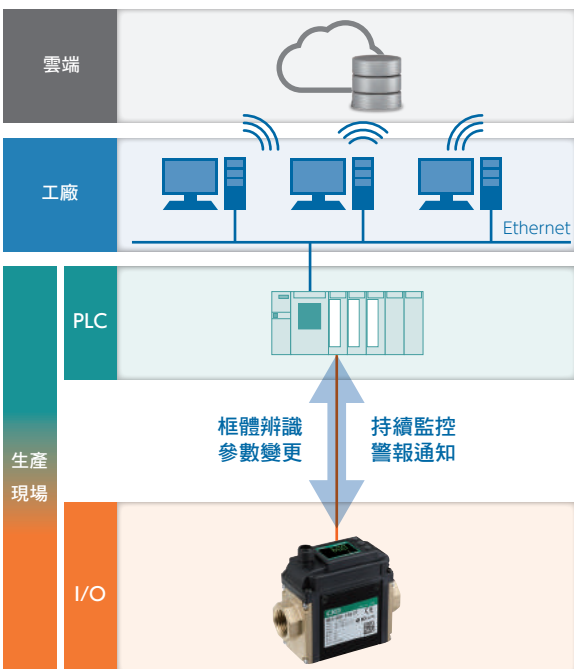 雲端
工廠
Ethernet
PLC
框體辨識
參數變更
持續監控
警報通知
生產
現場
I/O